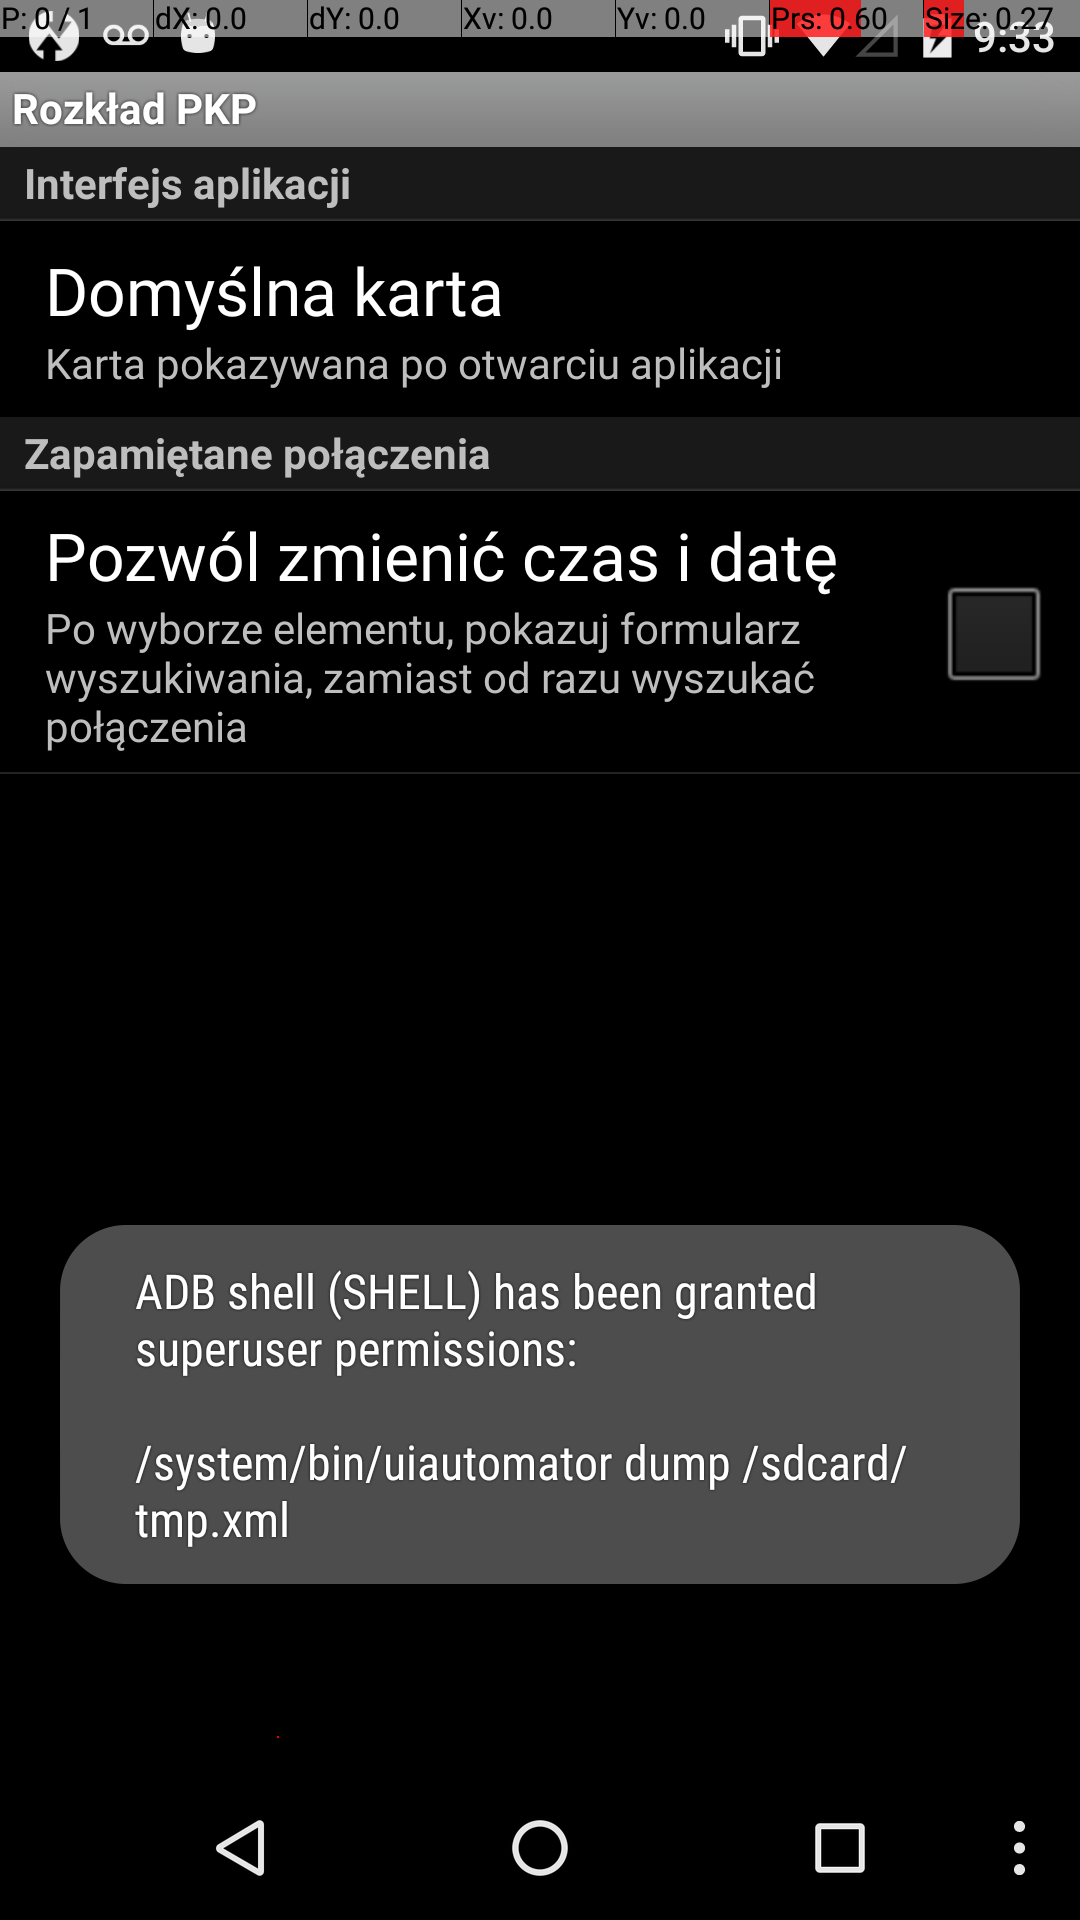 P: 0 / 1 dX: 0.0 dY: 0.0 Xv: 0.0 Yv: 0.0 Prs: 0.60 Size: 0.27
9:33
Rozkład PKP
Interfejs aplikacji
Domyślna karta
Karta pokazywana po otwarciu aplikacji
Zapamiętane połączenia
Pozwól zmienić czas i datę
Po wyborze elementu, pokazuj formularz
wyszukiwania, zamiast od razu wyszukać
połączenia
ADB shell (SHELL) has been granted
superuser permissions:
/system/bin/uiautomator dump /sdcard/
tmp.xml